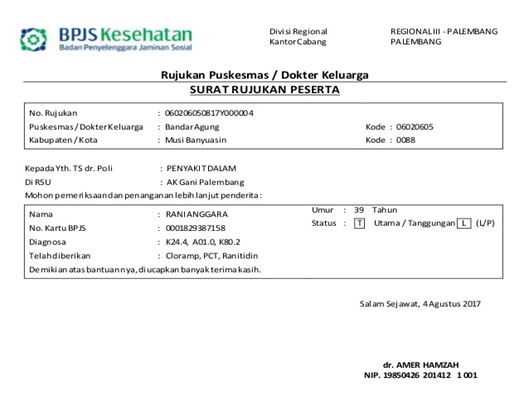 BPJS Kesehatan
Badan Penyelenggara Jaminan Sosial
Divisi Regional REGIONAL III - PALEMBANG
Kantor Cabang PALEMBANG
Rujukan Puskesmas / Dokter Keluarga
SURAT RUJUKAN PESERTA
No. Rujukan : 060206050817Y000004
Puskesmas / Dokter Keluarga : Bandar Agung Kode : 06020605
Kabupaten / Kota : Musi Banyuasin Kode : 0088
Kepada Yth. TS dr. Poli : PENYAKIT DALAM
Di RSU : AK Gani Palembang
Mohon pemeriksaan dan penanganan lebih lanjut penderita :
Nama : RANI ANGGARA Umur : 39 Tahun
No. Kartu BPJS : 0001829387158 Status : T Utama / Tanggungan L (L/P)
Diagnosa : K24.4, A01.0, K80.2
Telah diberikan : Cloramp, PCT, Ranitidin
Demikian atas bantuannya, di ucapkan banyak terima kasih.
Salam Sejawat, 4 Agustus 2017
dr. AMER HAMZAH
NIP. 19850426 201412 1 001